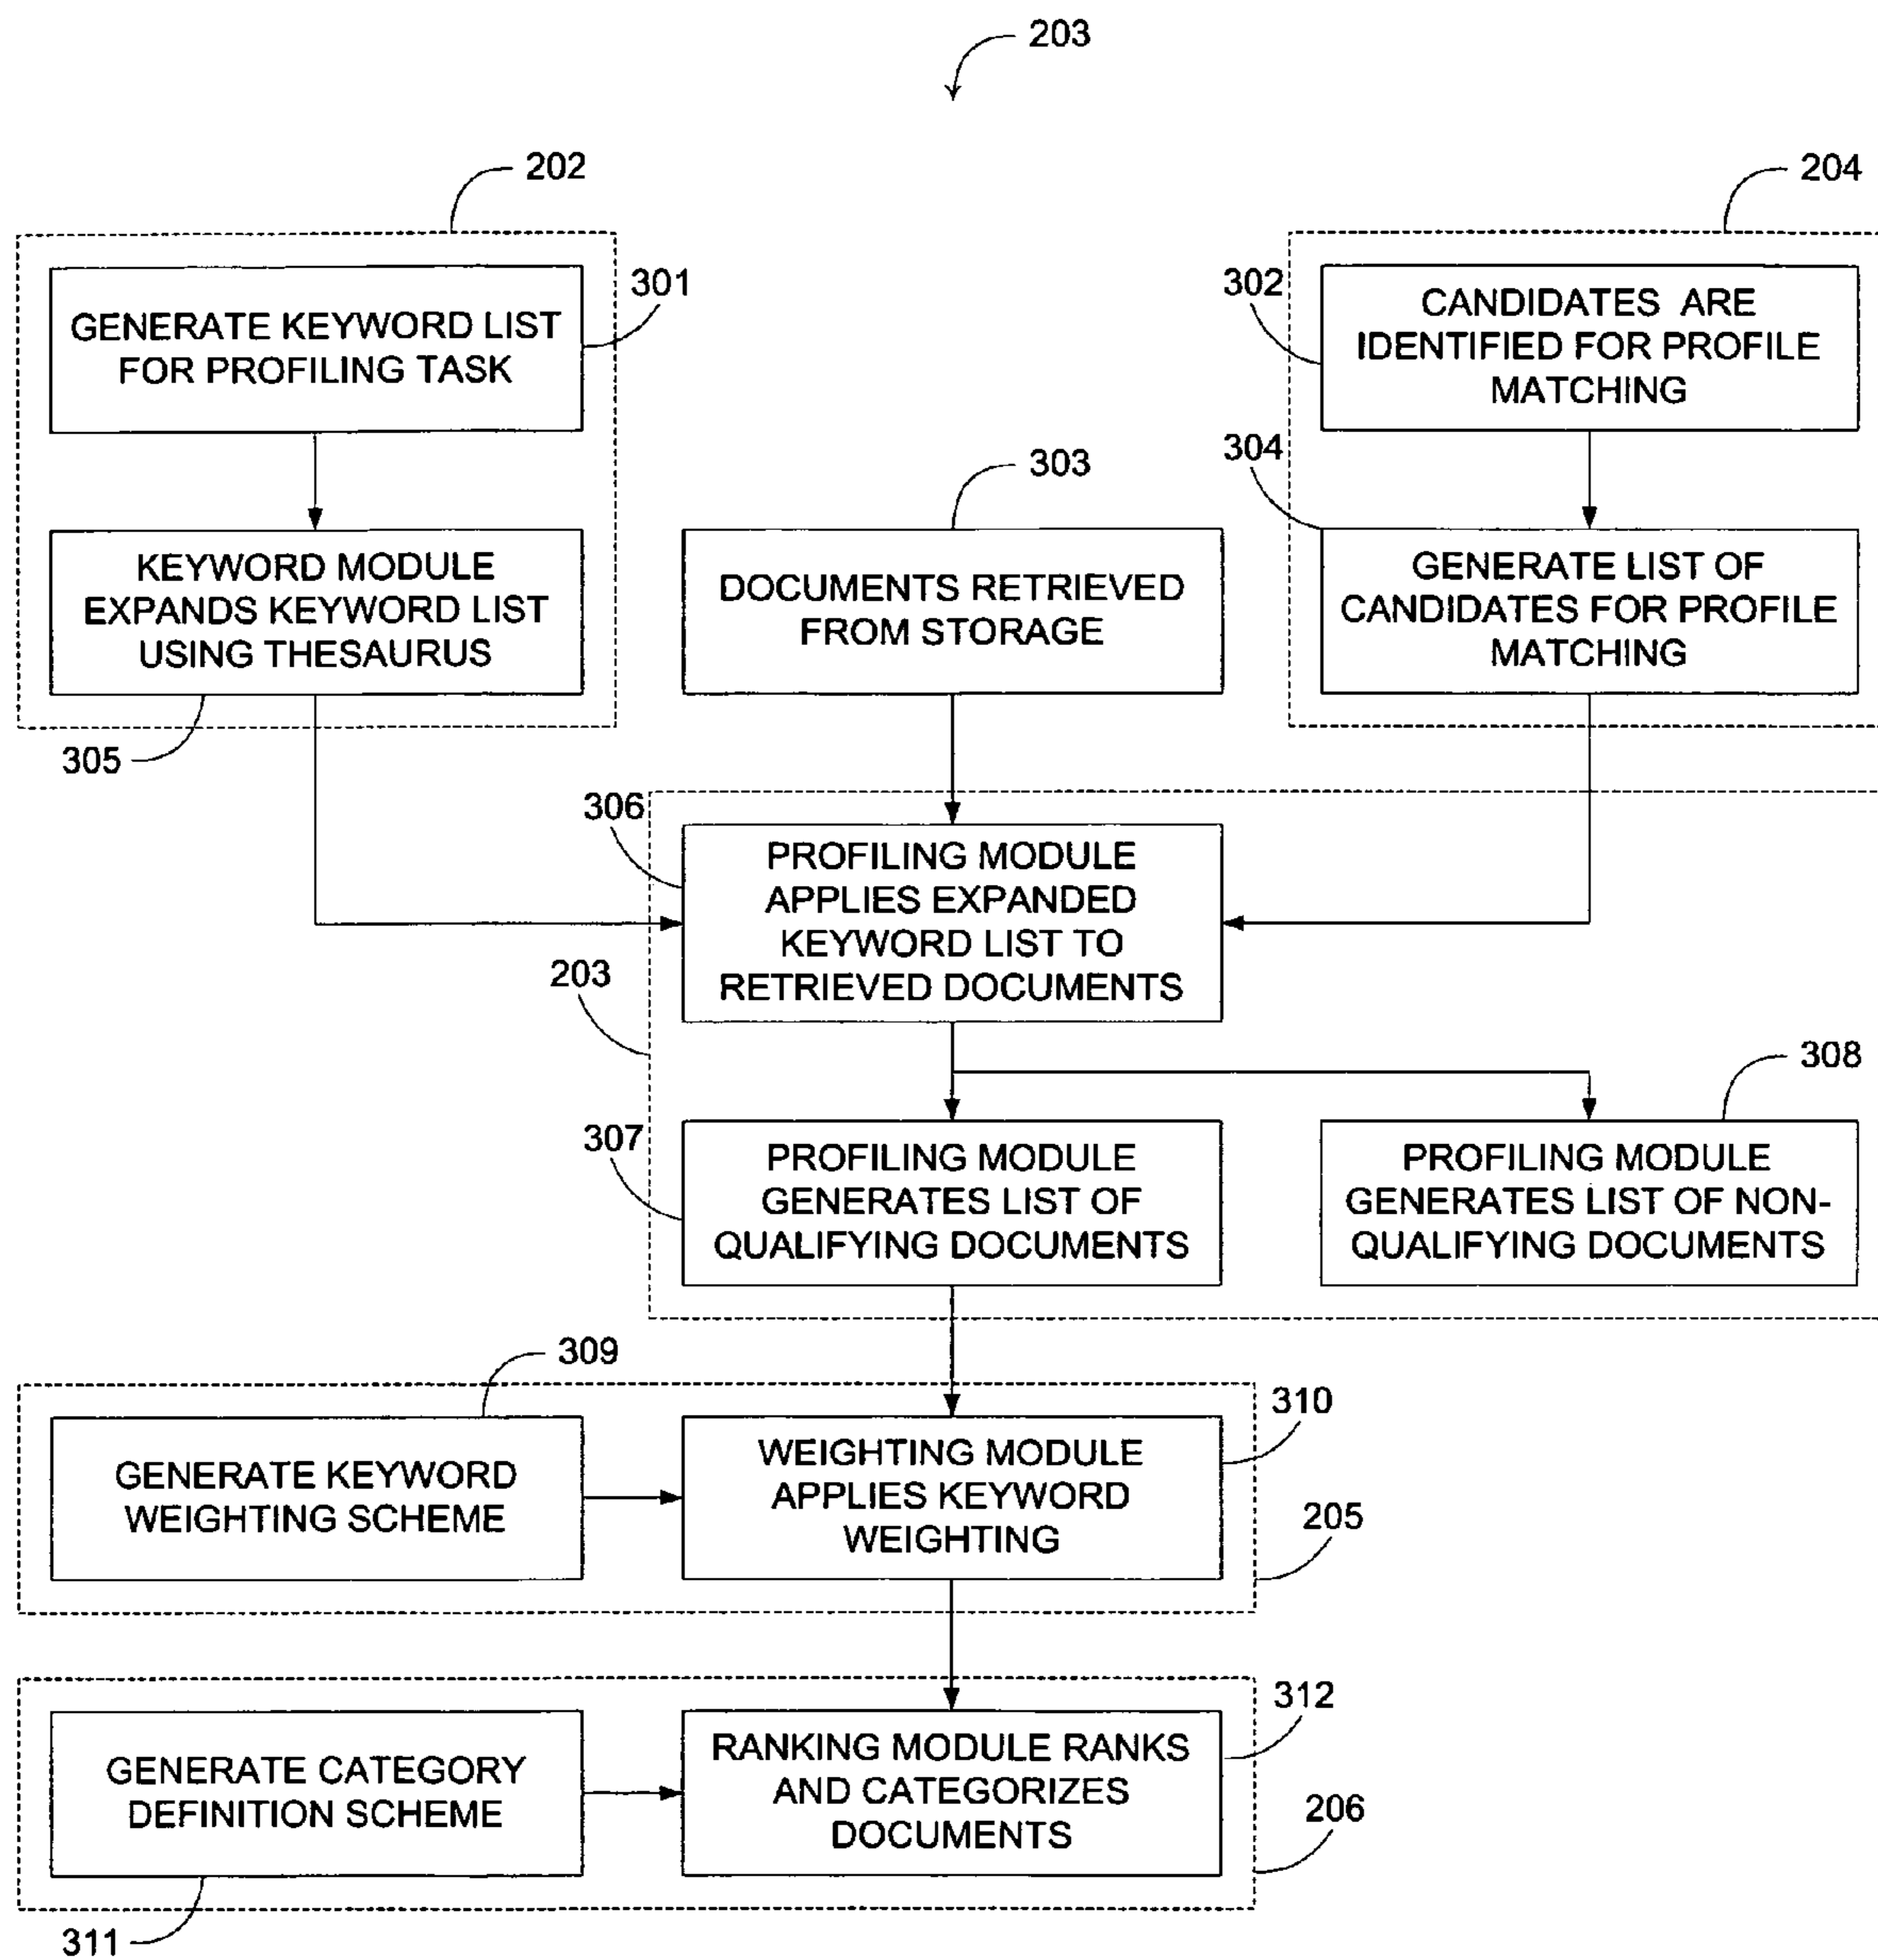 203
202
204
301
GENERATE KEYWORD LIST
FOR PROFILING TASK
302
CANDIDATES ARE
IDENTIFIED FOR PROFILE
MATCHING
303
304
KEYWORD MODULE
EXPANDS KEYWORD LIST
USING THESAURUS
DOCUMENTS RETRIEVED
FROM STORAGE
GENERATE LIST OF
CANDIDATES FOR PROFILE
MATCHING
305
306
PROFILING MODULE
APPLIES EXPANDED
KEYWORD LIST TO
RETRIEVED DOCUMENTS
203
308
307
PROFILING MODULE
GENERATES LIST OF
QUALIFYING DOCUMENTS
PROFILING MODULE
GENERATES LIST OF NON-
QUALIFYING DOCUMENTS
309
310
GENERATE KEYWORD
WEIGHTING SCHEME
WEIGHTING MODULE
APPLIES KEYWORD
WEIGHTING
205
312
GENERATE CATEGORY
DEFINITION SCHEME
RANKING MODULE RANKS
AND CATEGORIZES
DOCUMENTS
206
311